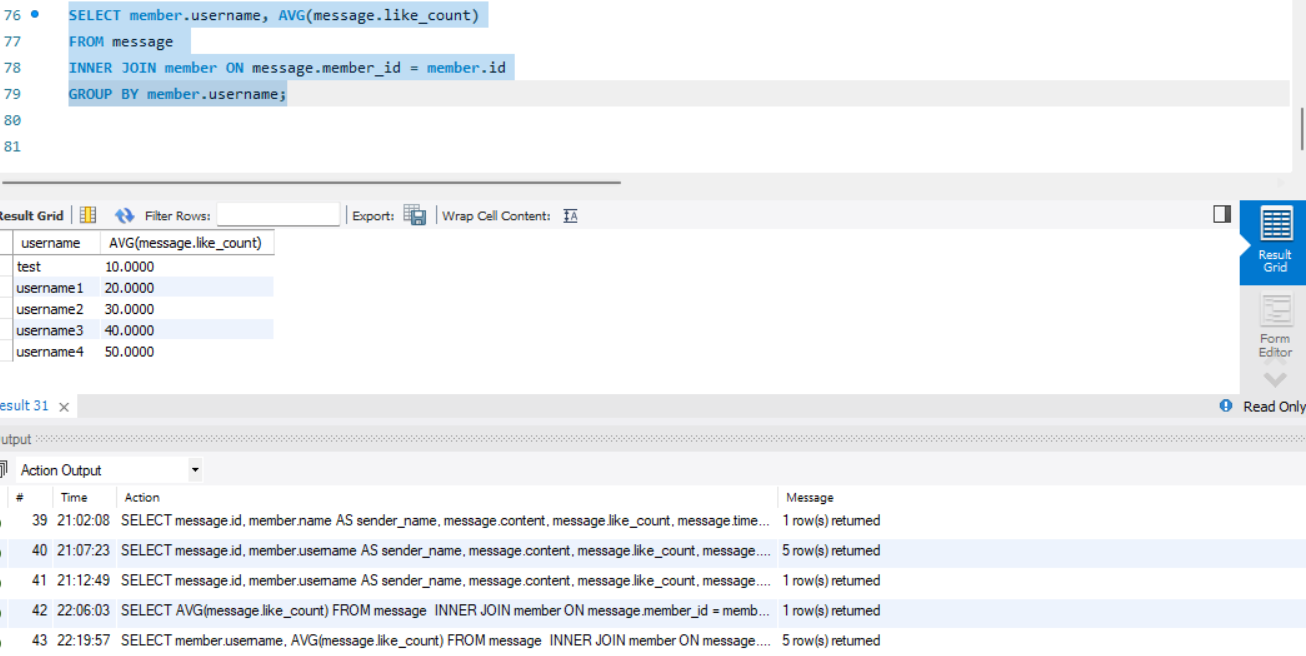 76 SELECT member.username, AVG(message.like_count)
77 FROM message
78 INNER JOIN member ON message.member_id = member.id
79 GROUP BY member.username;
80
81
Result Grid Filter Rows: Export: Wrap Cell Content:
username AVG(message.like_count)
test 10.0000
username1 20.0000
username2 30.0000
username3 40.0000
username4 50.0000
Result
Grid
Form
Editor
esult 31 Read Only
utput
Action Output
# Time Action Message
39 21:02:08 SELECT message.id, member.name AS sender_name, message.content, message.like_count, message.time... 1 row(s) returned
40 21:07:23 SELECT message.id, member.username AS sender_name, message.content, message.like_count, message.... 5 row(s) returned
41 21:12:49 SELECT message.id, member.username AS sender_name, message.content, message.like_count, message.... 1 row(s) returned
42 22:06:03 SELECT AVG(message.like_count) FROM message INNER JOIN member ON message.member_id = memb... 1 row(s) returned
43 22:19:57 SELECT member.username, AVG(message.like_count) FROM message INNER JOIN member ON message.... 5 row(s) returned